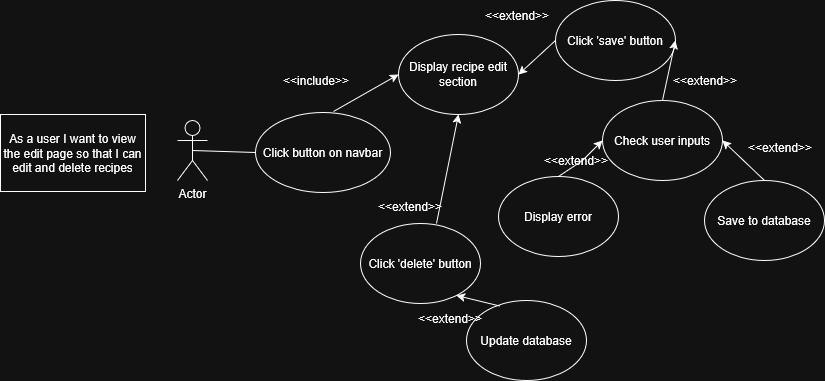 <<extend>>
Click 'save' button
Display recipe edit
section
<<include>>
<<extend>>
As a user I want to view
the edit page so that I can
edit and delete recipes
Actor
Click button on navbar
Check user inputs
<<extend>>
<<extend>>
Display error
Save to database
<<extend>>
Click 'delete' button
<<extend>>
Update database